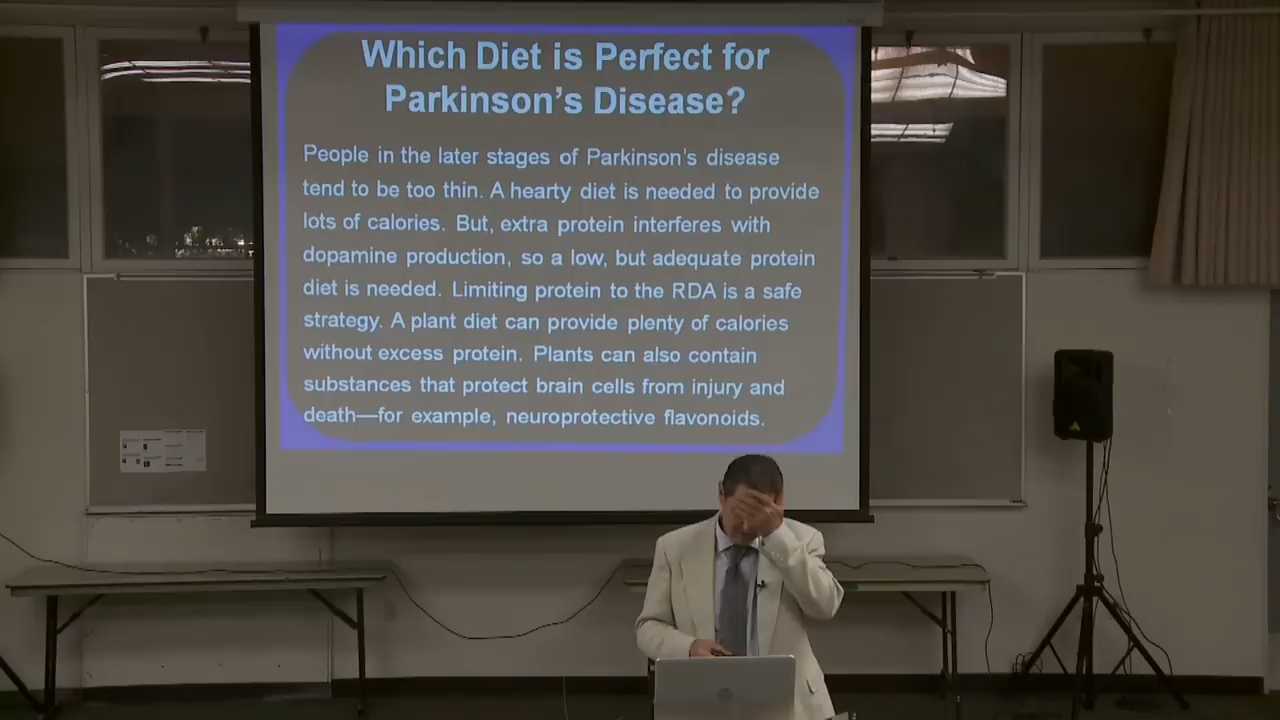 Which Diet is Perfect for
Parkinson's Disease?
People in the later stages of Parkinson's disease
tend to be too thin. A hearty diet is needed to provide
lots of calories. But, extra protein interferes with
dopamine production, so a low, but adequate protein
diet is needed. Limiting protein to the RDA is a safe
strategy. A plant diet can provide plenty of calories
without excess protein. Plants can also contain
substances that protect brain cells from injury and
death—for example, neuroprotective flavonoids.